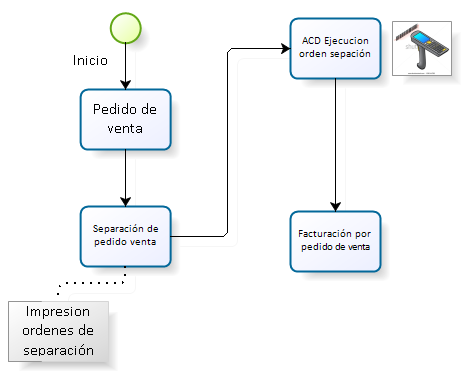 Inicio
Pedido de
venta
Separación de
pedido venta
Impresion
ordenes de
separación
ACD Ejecucion
orden sepación
Facturación por
pedido de venta